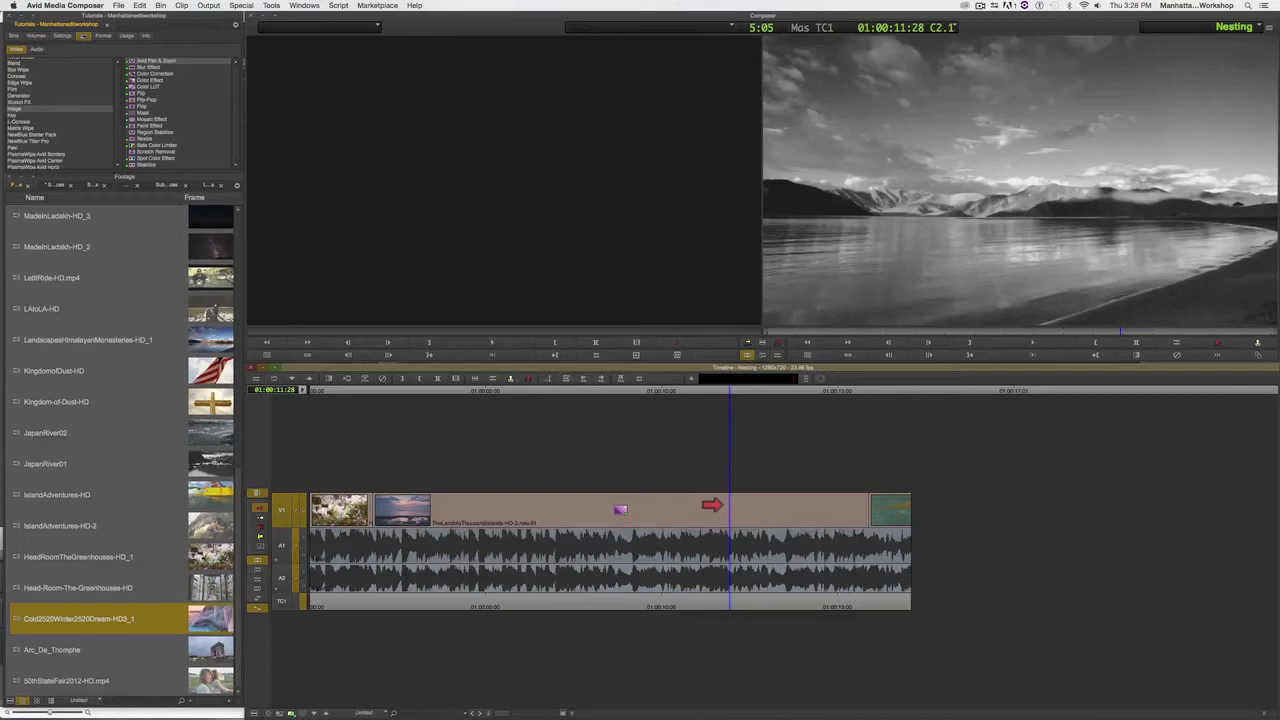 Avid Media Composer File Edit Bin Clip Output Special Tools Windows Script Marketplace Help
Thu 3:28 PM Manhatta...Workshop
Tutorials - Manhatteneditworkshop
Composer
Tutorials - Manhatteneditworkshop
5:05 Mas TC1 01:00:11:28 C2.1
Nesting
Bins Volumes Settings Format Usage Info
Video Audio
Blend
Box Wipe
Conceal
Edge Wipe
Film
Generator
Illusion FX
Image
Key
L-Conceal
Matrix Wipe
NewBlue Starter Pack
NewBlue Titler Pro
Peel
PlasmaWipe Avid Borders
PlasmaWipe Avid Center
PlasmaWipe Avid Horiz
Avid Pan & Zoom
Blur Effect
Color Correction
Color Effect
Color LUT
Flip
Flip-Flop
Flop
Mask
Mosaic Effect
Paint Effect
Region Stabilize
Resize
Safe Color Limiter
Scratch Removal
Spot Color Effect
Stabilize
Footage
Name Frame
MadeInLadakh-HD_3
MadeInLadakh-HD_2
LetItRide-HD.mp4
LAtoLA-HD
LandscapesHimalayanMonasteries-HD_1
KingdomofDust-HD
Kingdom-of-Dust-HD
JapanRiver02
JapanRiver01
IslandAdventures-HD
IslandAdventures-HD-2
HeadRoomTheGreenhouses-HD_1
Head-Room-The-Greenhouses-HD
Cold2520Winter2520Dream-HD3_1
Arc_De_Triomphe
50thStateFair2012-HD.mp4
Untitled
Timeline - Nesting - 1280x720 - 23.98 fps
01:00:11:28
00:00 01:00:05:00 01:00:10:00 01:00:15:00 01:00:17:01
V1
TheLandofaThousandIslands-HD-3.new.01
A1
A2
TC1
00:00 01:00:05:00 01:00:10:00 01:00:15:00
Untitled